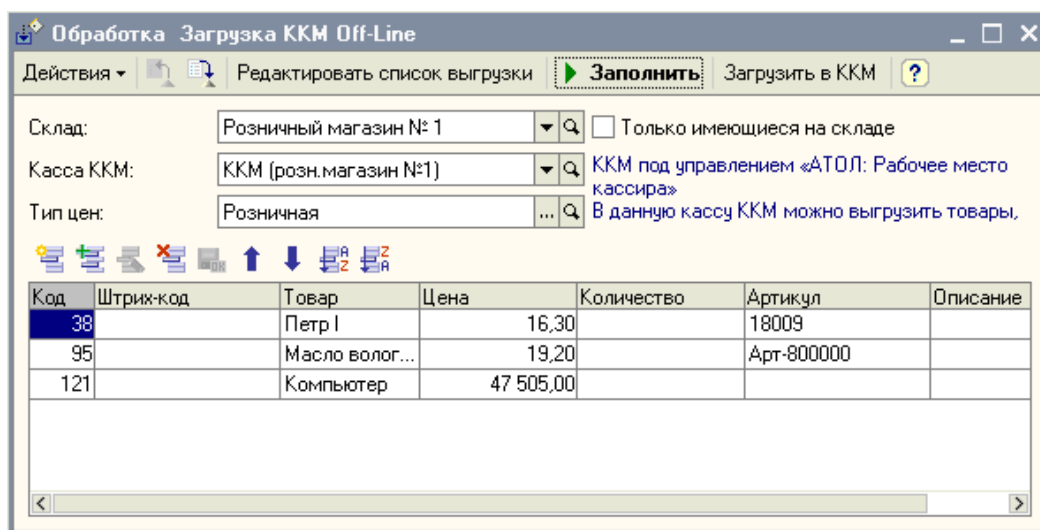 Обработка  Загрузка ККМ Off-Line
Действия Редактировать список выгрузки Заполнить Загрузить в ККМ ?
Склад: Розничный магазин № 1 Только имеющиеся на складе
Касса ККМ: ККМ (розн.магазин №1) ККМ под управлением «АТОЛ: Рабочее место
кассира»
Тип цен: Розничная ... В данную кассу ККМ можно выгрузить товары,
Код Штрих-код Товар Цена Количество Артикул Описание
38 Петр I 16,30 18009
95 Масло волог... 19,20 Арт-800000
121 Компьютер 47 505,00